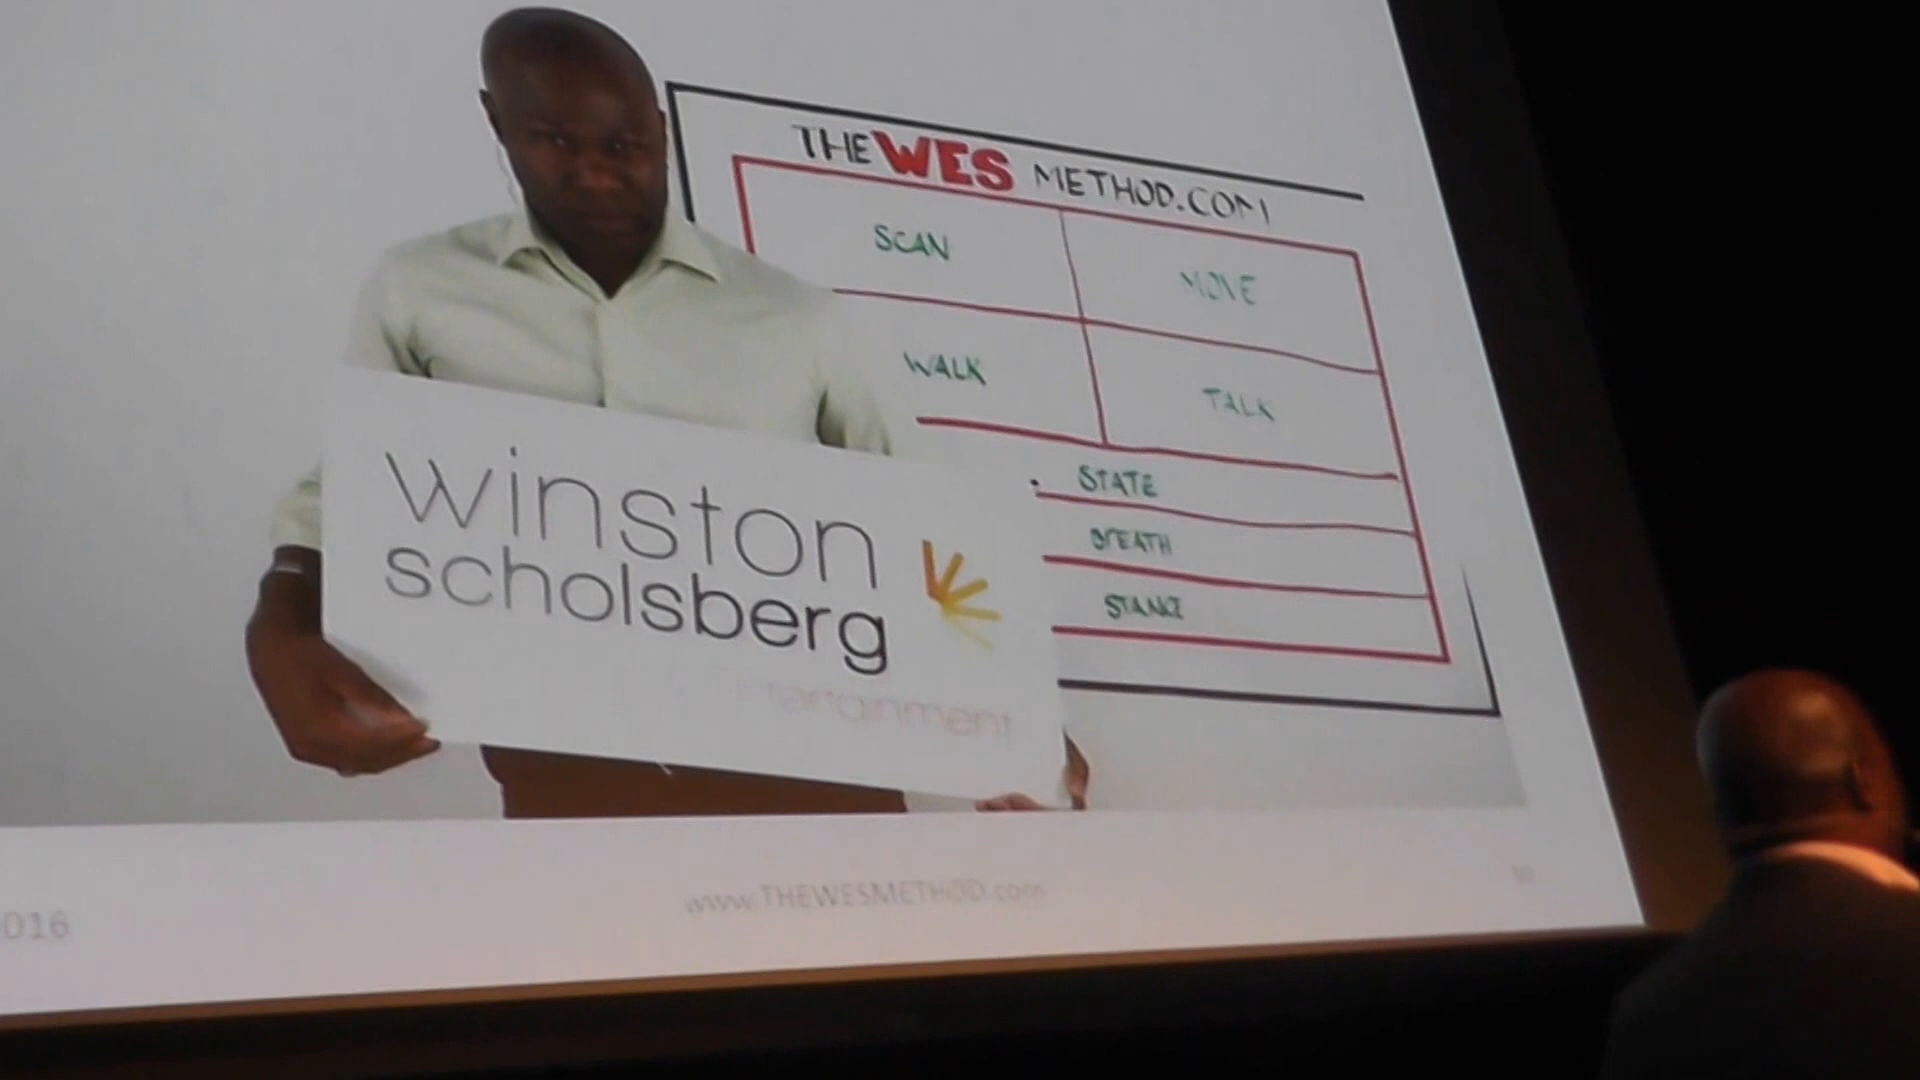 THE WES METHOD.COM
SCAN
MOVE
WALK
TALK
STATE
BREATH
STANCE
winston
scholsberg
016
www.THEWESMETHOD.com